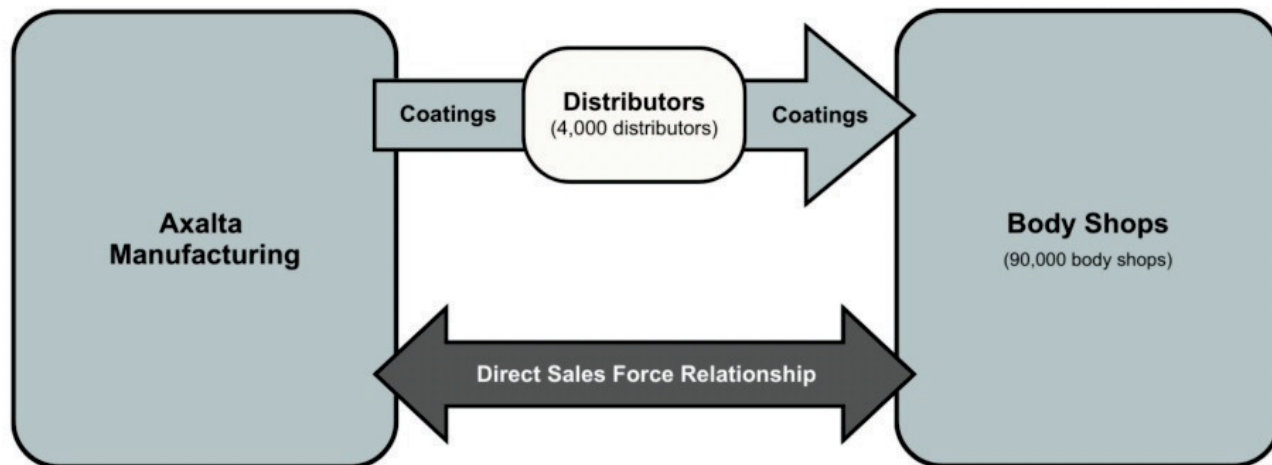 Axalta
Manufacturing
Coatings
Distributors
(4,000 distributors)
Coatings
Body Shops
(90,000 body shops)
Direct Sales Force Relationship